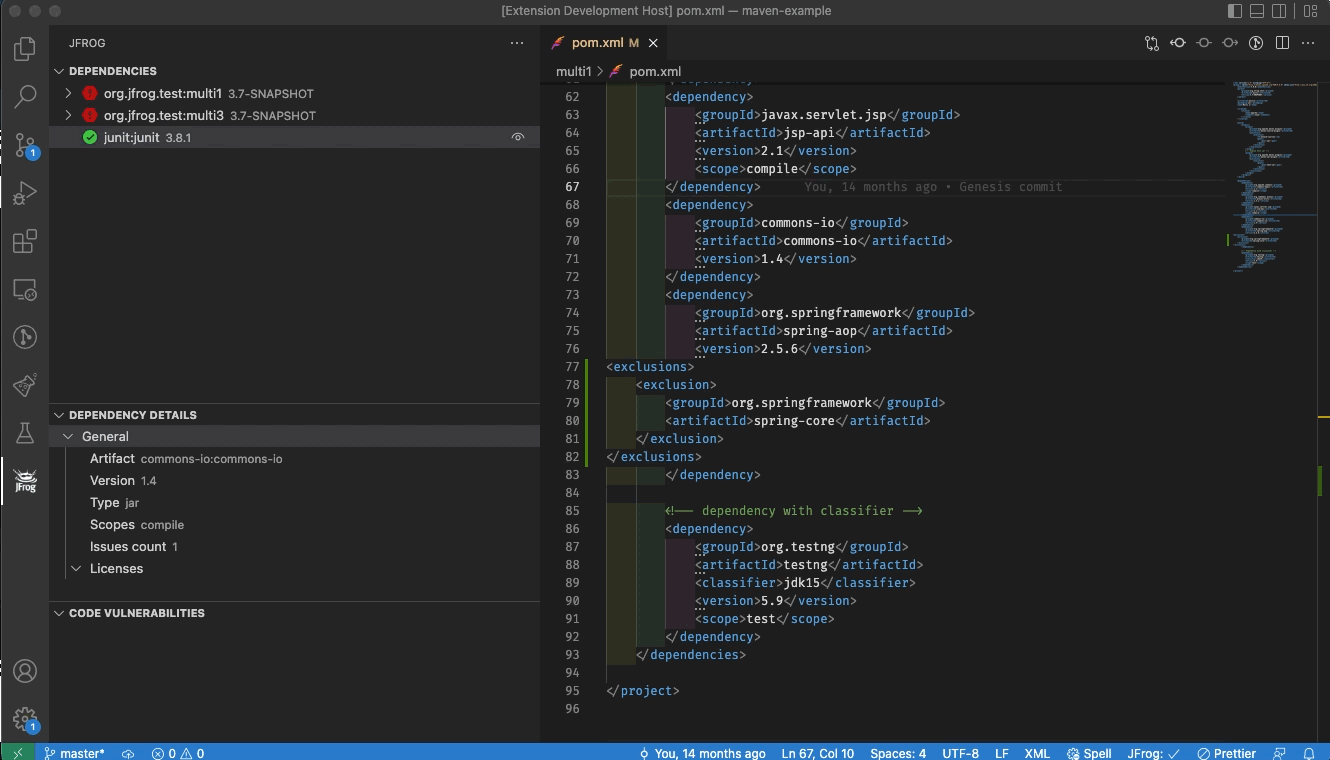 [Extension Development Host] pom.xml — maven-example
JFROG
DEPENDENCIES
org.jfrog.test:multi1 3.7-SNAPSHOT
org.jfrog.test:multi3 3.7-SNAPSHOT
junit:junit 3.8.1
DEPENDENCY DETAILS
General
Artifact commons-io:commons-io
Version 1.4
Type jar
Scopes compile
Issues count 1
Licenses
CODE VULNERABILITIES
1
JFrog
1
pom.xml M
multi1 > pom.xml
62 <dependency>
63 <groupId>javax.servlet.jsp</groupId>
64 <artifactId>jsp-api</artifactId>
65 <version>2.1</version>
66 <scope>compile</scope>
67 </dependency> You, 14 months ago • Genesis commit
68 <dependency>
69 <groupId>commons-io</groupId>
70 <artifactId>commons-io</artifactId>
71 <version>1.4</version>
72 </dependency>
73 <dependency>
74 <groupId>org.springframework</groupId>
75 <artifactId>spring-aop</artifactId>
76 <version>2.5.6</version>
77 <exclusions>
78 <exclusion>
79 <groupId>org.springframework</groupId>
80 <artifactId>spring-core</artifactId>
81 </exclusion>
82 </exclusions>
83 </dependency>
84
85 <!-- dependency with classifier -->
86 <dependency>
87 <groupId>org.testng</groupId>
88 <artifactId>testng</artifactId>
89 <classifier>jdk15</classifier>
90 <version>5.9</version>
91 <scope>test</scope>
92 </dependency>
93 </dependencies>
94
95 </project>
96
master* 0 0 You, 14 months ago Ln 67, Col 10 Spaces: 4 UTF-8 LF XML Spell JFrog: ✓ Prettier